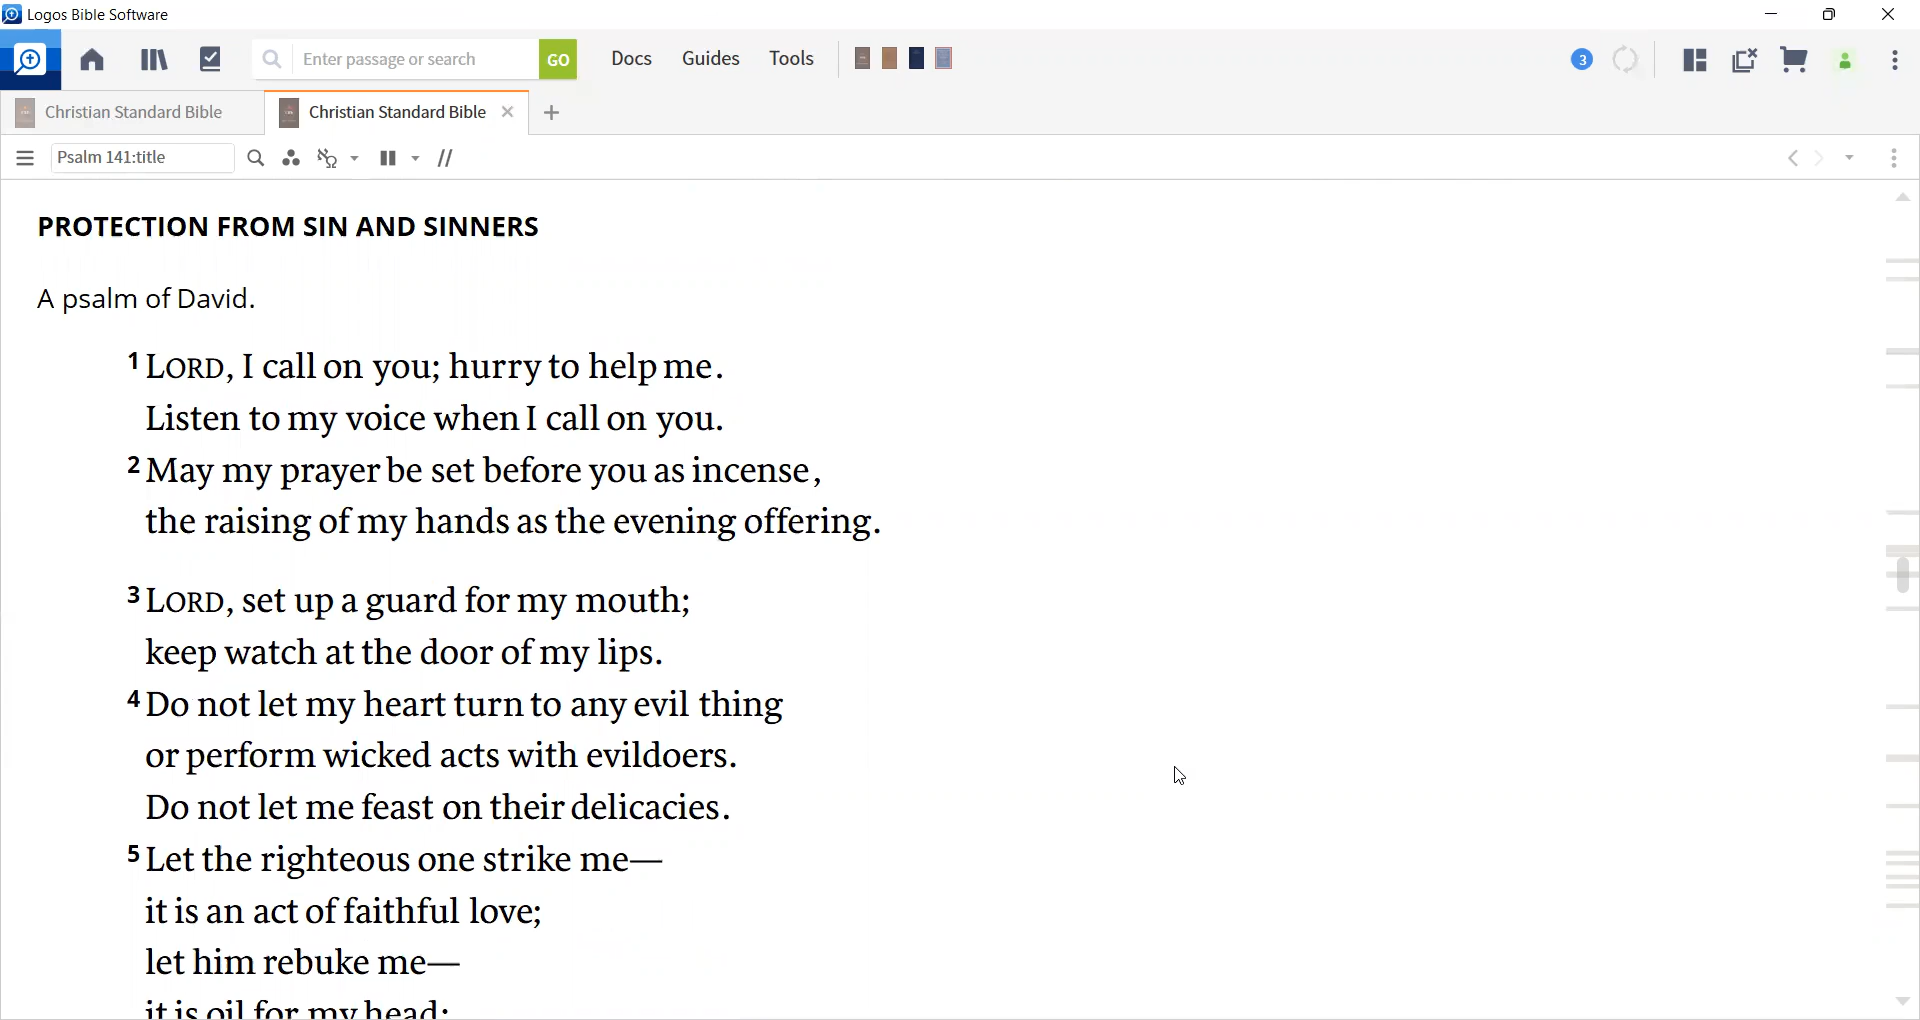 Logos Bible Software
Enter passage or search GO Docs Guides Tools 3
Christian Standard Bible Christian Standard Bible
Psalm 141:title
PROTECTION FROM SIN AND SINNERS
A psalm of David.
1 LORD, I call on you; hurry to help me.
Listen to my voice when I call on you.
2 May my prayer be set before you as incense,
the raising of my hands as the evening offering.
3 LORD, set up a guard for my mouth;
keep watch at the door of my lips.
4 Do not let my heart turn to any evil thing
or perform wicked acts with evildoers.
Do not let me feast on their delicacies.
5 Let the righteous one strike me—
it is an act of faithful love;
let him rebuke me—
it is oil for my head;